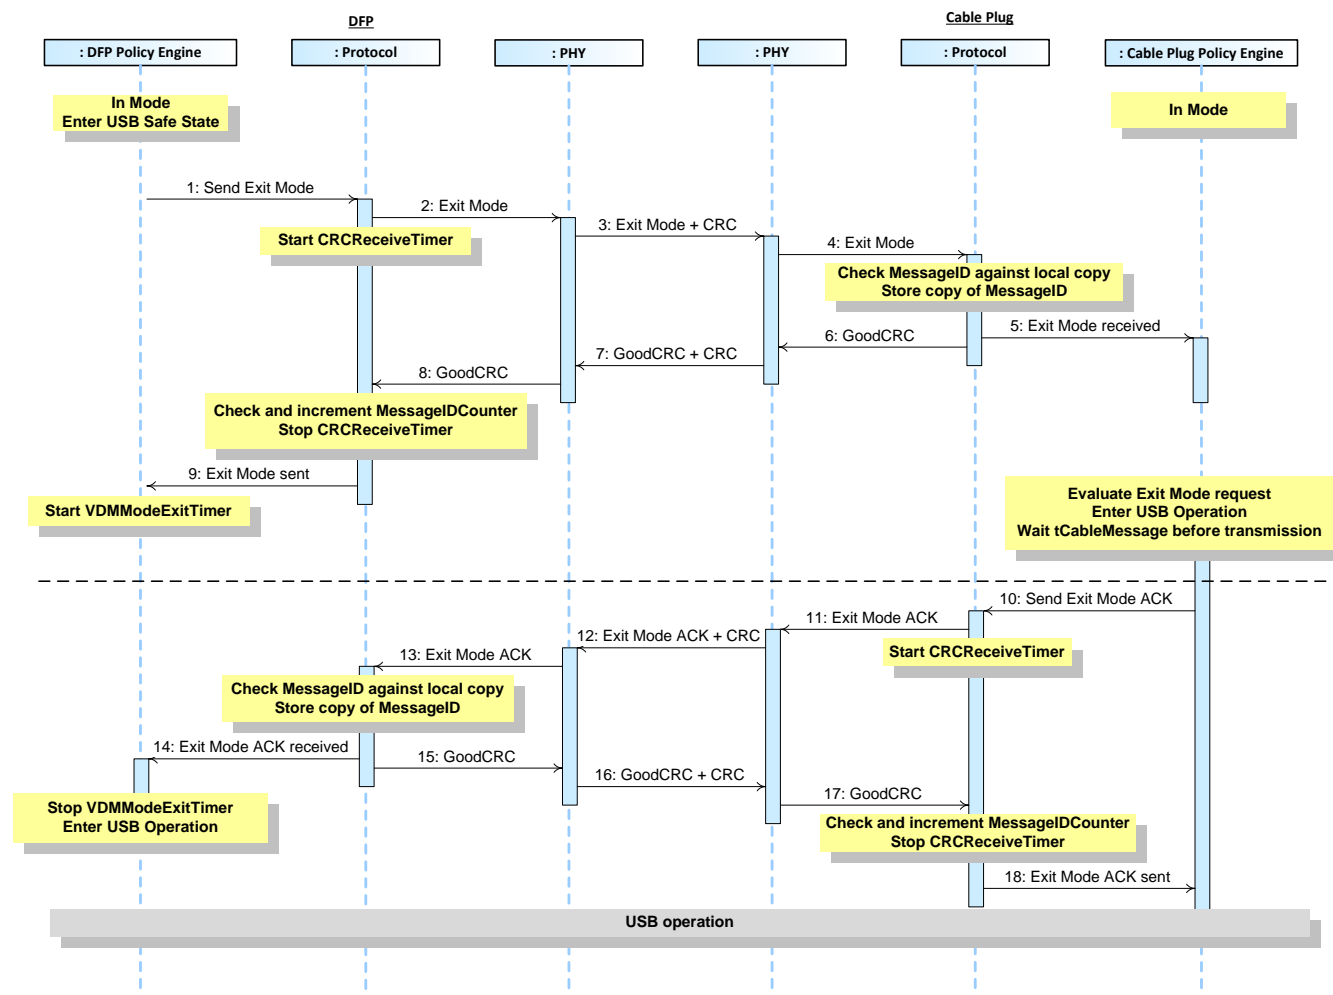 DFP
Cable Plug
: DFP Policy Engine
: Protocol
: PHY
: PHY
: Protocol
: Cable Plug Policy Engine
In Mode
Enter USB Safe State
In Mode
1: Send Exit Mode
2: Exit Mode
Start CRCReceiveTimer
3: Exit Mode + CRC
4: Exit Mode
Check MessageID against local copy
Store copy of MessageID
5: Exit Mode received
6: GoodCRC
7: GoodCRC + CRC
8: GoodCRC
Check and increment MessageIDCounter
Stop CRCReceiveTimer
9: Exit Mode sent
Start VDMModeExitTimer
Evaluate Exit Mode request
Enter USB Operation
Wait tCableMessage before transmission
10: Send Exit Mode ACK
11: Exit Mode ACK
Start CRCReceiveTimer
12: Exit Mode ACK + CRC
13: Exit Mode ACK
Check MessageID against local copy
Store copy of MessageID
14: Exit Mode ACK received
15: GoodCRC
16: GoodCRC + CRC
Stop VDMModeExitTimer
Enter USB Operation
17: GoodCRC
Check and increment MessageIDCounter
Stop CRCReceiveTimer
18: Exit Mode ACK sent
USB operation